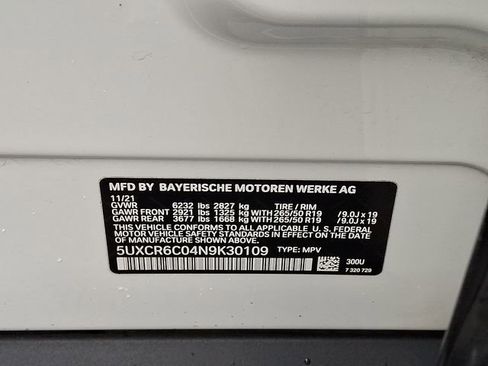 MFD BY BAYERISCHE MOTOREN WERKE AG
11/21
GVWR 6232 lbs 2827 kg TIRE / RIM
GAWR FRONT 2921 lbs 1325 kg WITH 265/50 R19 /9.0J x 19
GAWR REAR 3677 lbs 1668 kg WITH 265/50 R19 /9.0J x 19
THIS VEHICLE CONFORMS TO ALL APPLICABLE U. S. FEDERAL
MOTOR VEHICLE SAFETY STANDARDS IN EFFECT ON THE
DATE OF MANUFACTURE SHOWN ABOVE.
5UXCR6C04N9K30109 TYPE: MPV
300U
7 320 729